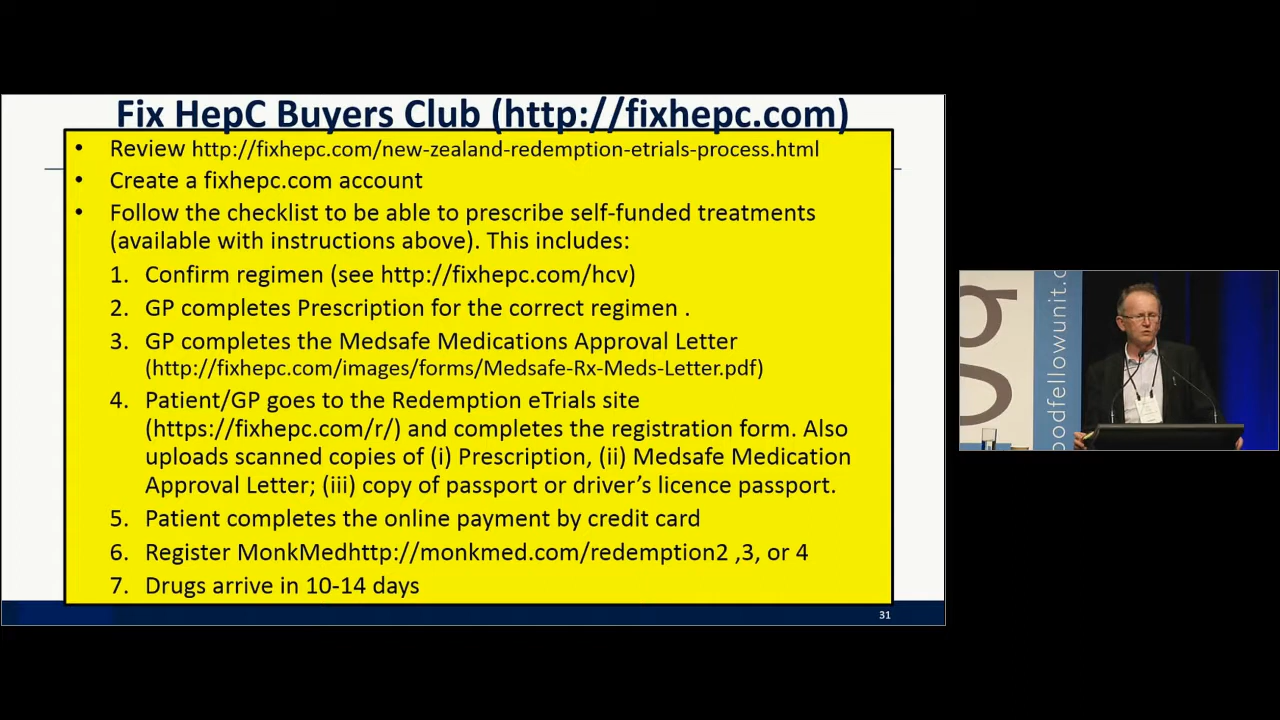 Fix HepC Buyers Club (http://fixhepc.com)
• Review http://fixhepc.com/new-zealand-redemption-etrials-process.html
• Create a fixhepc.com account
• Follow the checklist to be able to prescribe self-funded treatments
(available with instructions above). This includes:
1. Confirm regimen (see http://fixhepc.com/hcv)
2. GP completes Prescription for the correct regimen .
3. GP completes the Medsafe Medications Approval Letter
(http://fixhepc.com/images/forms/Medsafe-Rx-Meds-Letter.pdf)
4. Patient/GP goes to the Redemption eTrials site
(https://fixhepc.com/r/) and completes the registration form. Also
uploads scanned copies of (i) Prescription, (ii) Medsafe Medication
Approval Letter; (iii) copy of passport or driver's licence passport.
5. Patient completes the online payment by credit card
6. Register MonkMedhttp://monkmed.com/redemption2 ,3, or 4
7. Drugs arrive in 10-14 days
31
g
oodfellowunit.o